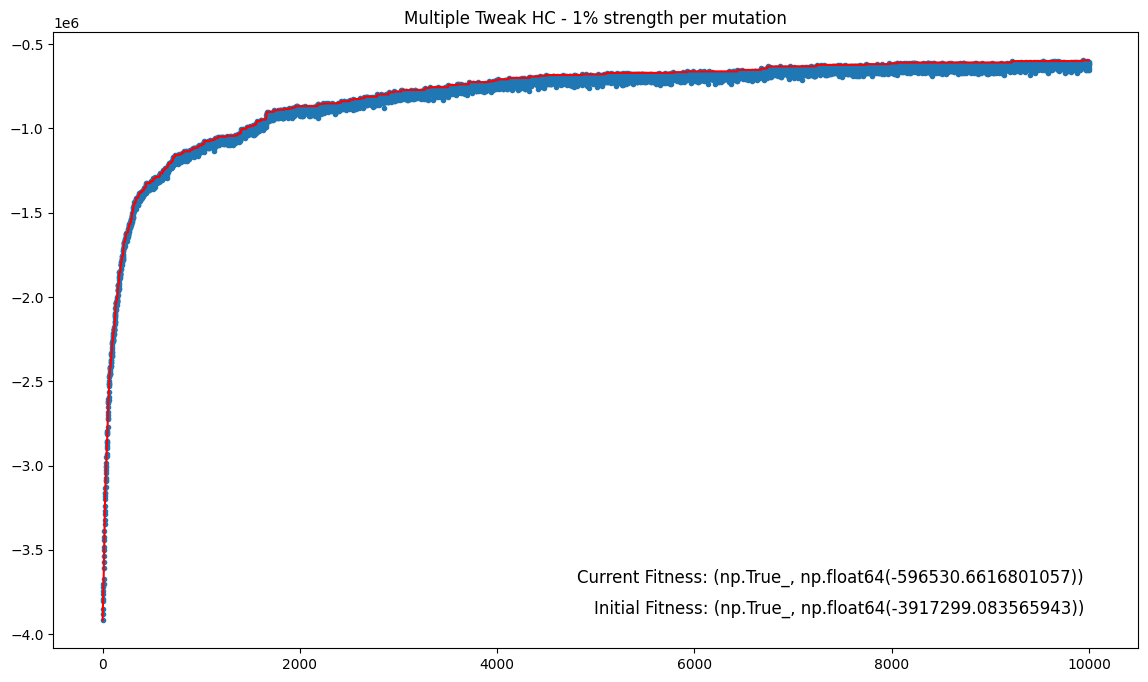 Multiple Tweak HC - 1% strength per mutation
1e6
−0.5
−1.0
−1.5
−2.0
−2.5
−3.0
−3.5
Current Fitness: (np.True_, np.float64(-596530.6616801057))
Initial Fitness: (np.True_, np.float64(-3917299.083565943))
−4.0
0 2000 4000 6000 8000 10000